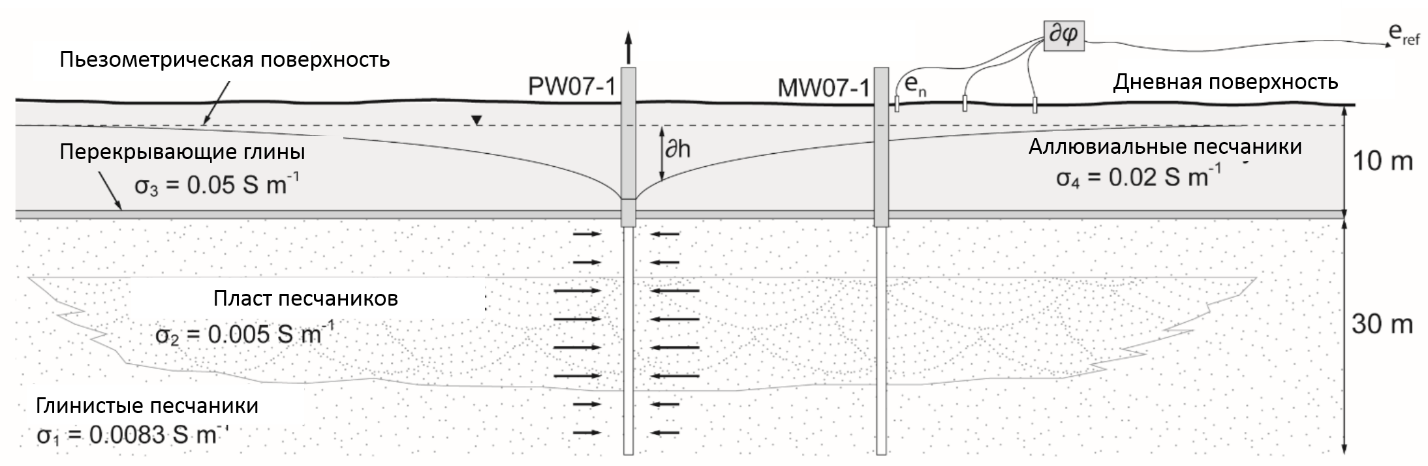 Пьезометрическая поверхность
PW07-1
MW07-1
eₙ
∂φ
e_ref
Дневная поверхность
Перекрывающие глины
σ₃ = 0.05 S m⁻¹
∂h
Аллювиальные песчаники
σ₄ = 0.02 S m⁻¹
10 m
Пласт песчаников
σ₂ = 0.005 S m⁻¹
30 m
Глинистые песчаники
σ₁ = 0.0083 S m⁻¹